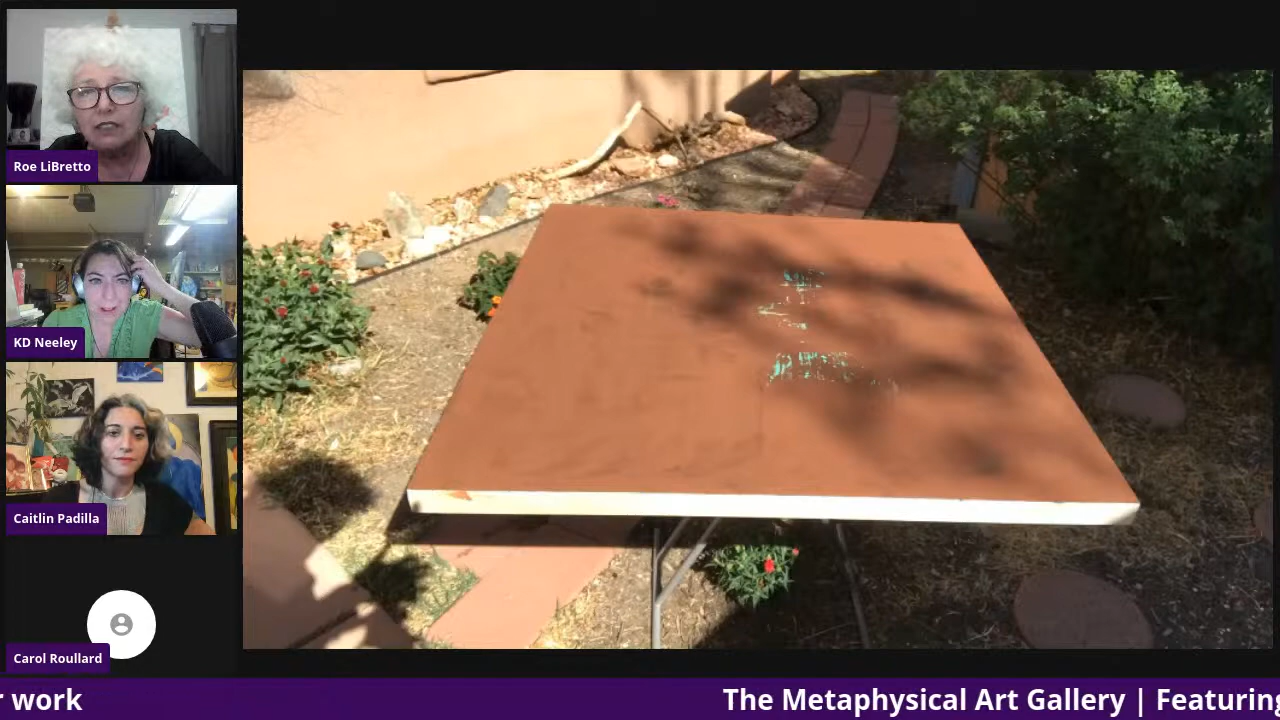 Roe LiBretto
KD Neeley
Caitlin Padilla
Carol Roullard
r work
The Metaphysical Art Gallery | Featuring